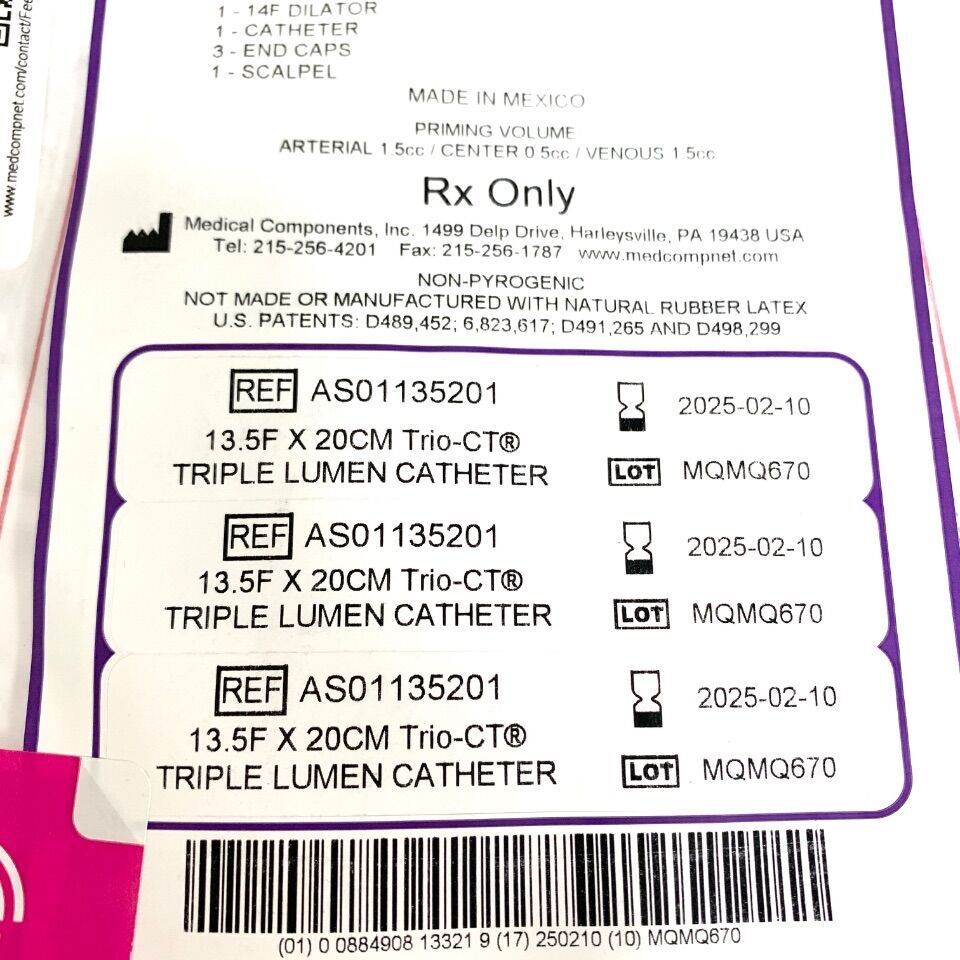 1 - 14F DILATOR
1 - CATHETER
3 - END CAPS
1 - SCALPEL
MADE IN MEXICO
PRIMING VOLUME
ARTERIAL 1.5cc / CENTER 0.5cc / VENOUS 1.5cc
Rx Only
Medical Components, Inc. 1499 Delp Drive, Harleysville, PA 19438 USA
Tel: 215-256-4201 Fax: 215-256-1787 www.medcompnet.com
NON-PYROGENIC
NOT MADE OR MANUFACTURED WITH NATURAL RUBBER LATEX
U.S. PATENTS: D489,452; 6,823,617; D491,265 AND D498,299
REF AS01135201 2025-02-10
13.5F X 20CM Trio-CT®
TRIPLE LUMEN CATHETER LOT MQMQ670
REF AS01135201 2025-02-10
13.5F X 20CM Trio-CT®
TRIPLE LUMEN CATHETER LOT MQMQ670
REF AS01135201 2025-02-10
13.5F X 20CM Trio-CT®
TRIPLE LUMEN CATHETER LOT MQMQ670
(01) 0 0884908 13321 9 (17) 250210 (10) MQMQ670
www.medcompnet.com/contact/Fee